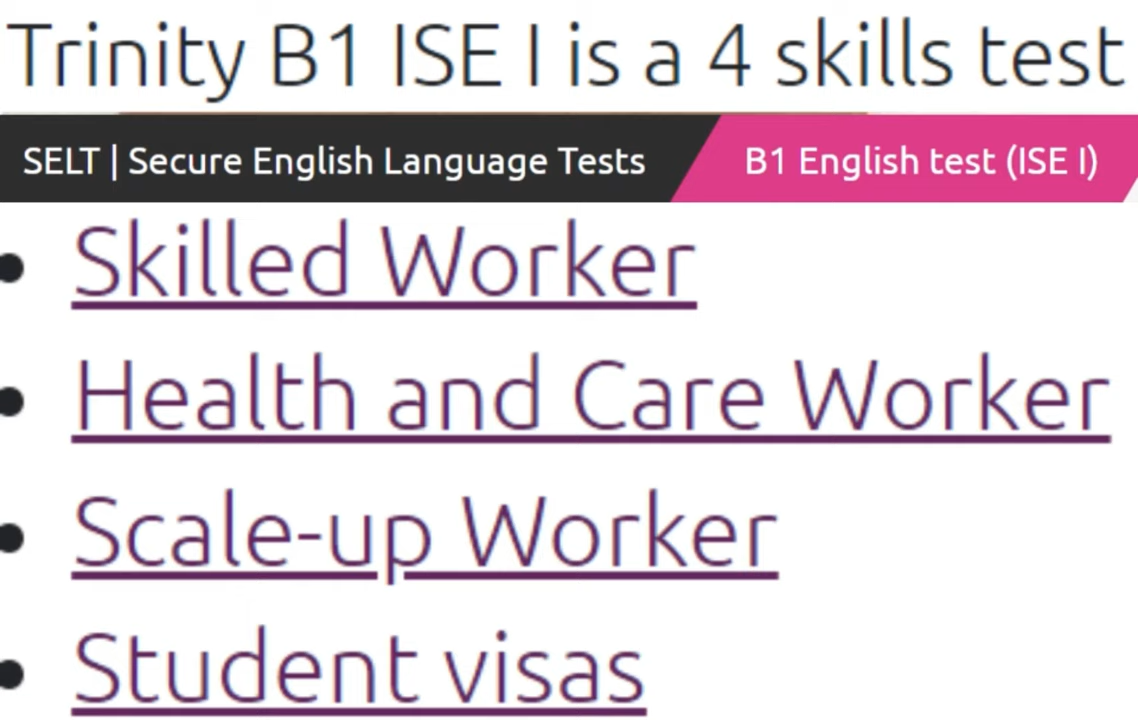 Trinity B1 ISE I is a 4 skills test
SELT | Secure English Language Tests B1 English test (ISE I)
Skilled Worker
Health and Care Worker
Scale-up Worker
Student visas